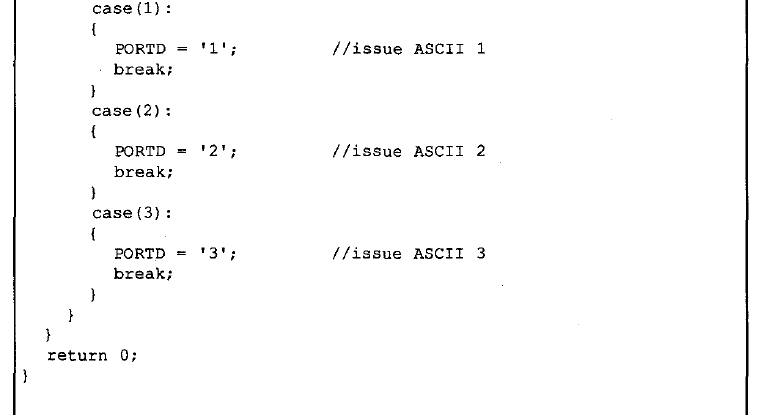 case(1):
{
PORTD = '1'; //issue ASCII 1
break;
}
case(2):
{
PORTD = '2'; //issue ASCII 2
break;
}
case(3):
{
PORTD = '3'; //issue ASCII 3
break;
}
}
}
return 0;
}